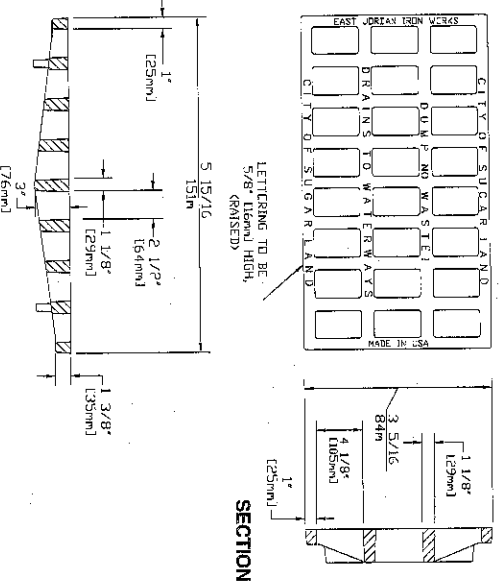 EAST JORDAN IRON WORKS
CITY OF SUGAR LAND
DUMP NO WASTE!
DRAINS TO WATERWAYS
CITY OF SUGAR LAND
MADE IN USA
LETTERING TO BE
5/8" [16mm] HIGH,
(RAISED)
1"
[25mm]
5 15/16
151m
2 1/2"
[64mm]
1 1/8"
[29mm]
3"
[76mm]
1 3/8"
[35mm]
1 1/8"
[29mm]
3 5/16
84m
4 1/8"
[105mm]
1"
[25mm]
SECTION